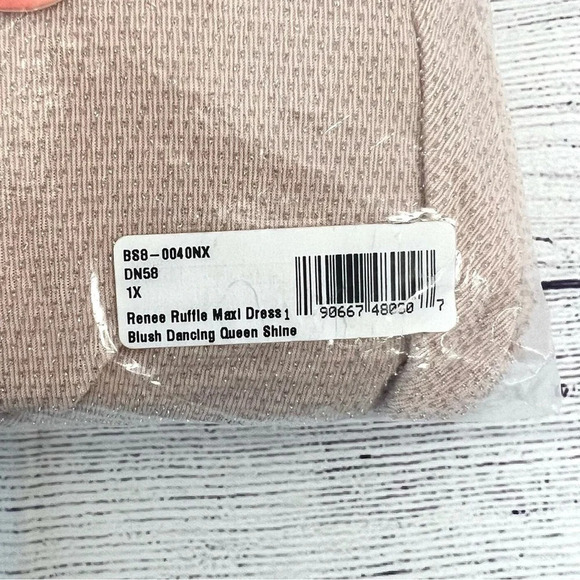 BS8-0040NX
DN58
1X
Renee Ruffle Maxi Dress
Blush Dancing Queen Shine
1 90667 48050 7